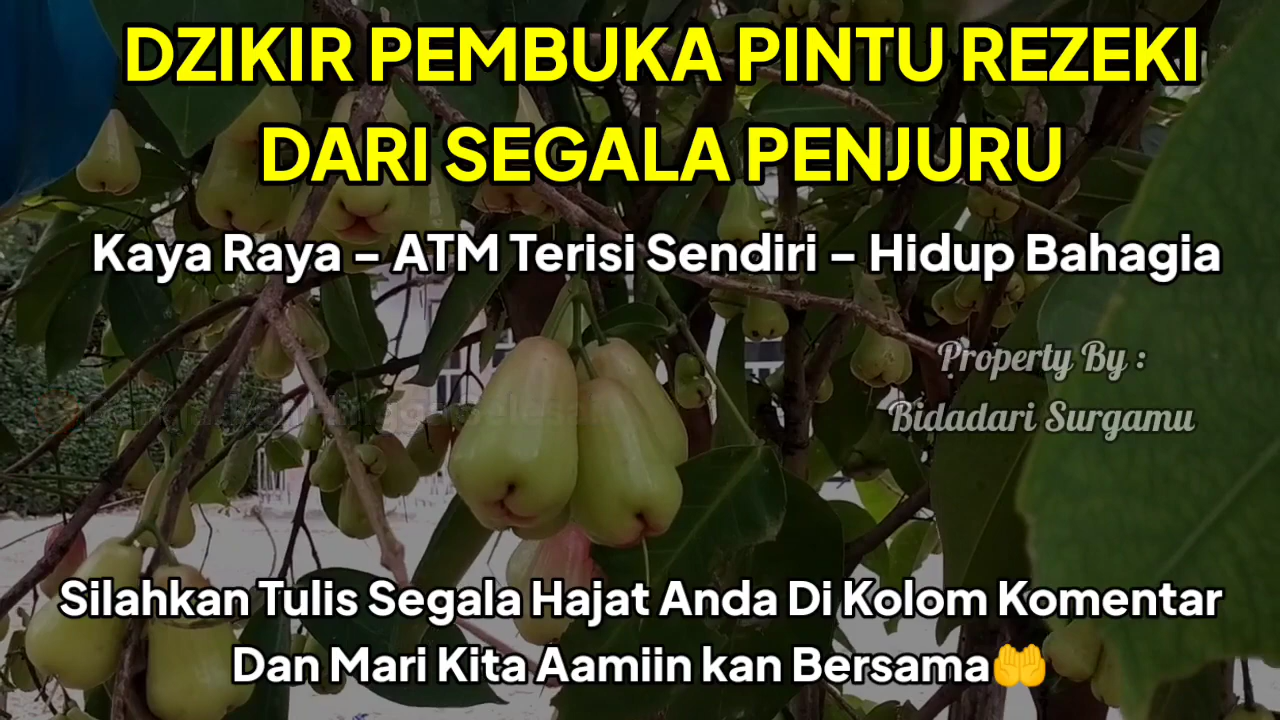 DZIKIR PEMBUKA PINTU REZEKI
DARI SEGALA PENJURU
Kaya Raya – ATM Terisi Sendiri – Hidup Bahagia
Property By :
Bidadari Surgamu
Silahkan Tulis Segala Hajat Anda Di Kolom Komentar
Dan Mari Kita Aamiin kan Bersama🤲